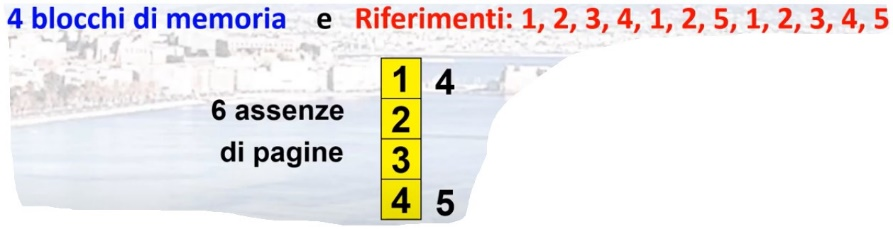 4 blocchi di memoria e Riferimenti: 1, 2, 3, 4, 1, 2, 5, 1, 2, 3, 4, 5
1 4
6 assenze
2
di pagine
3
4 5